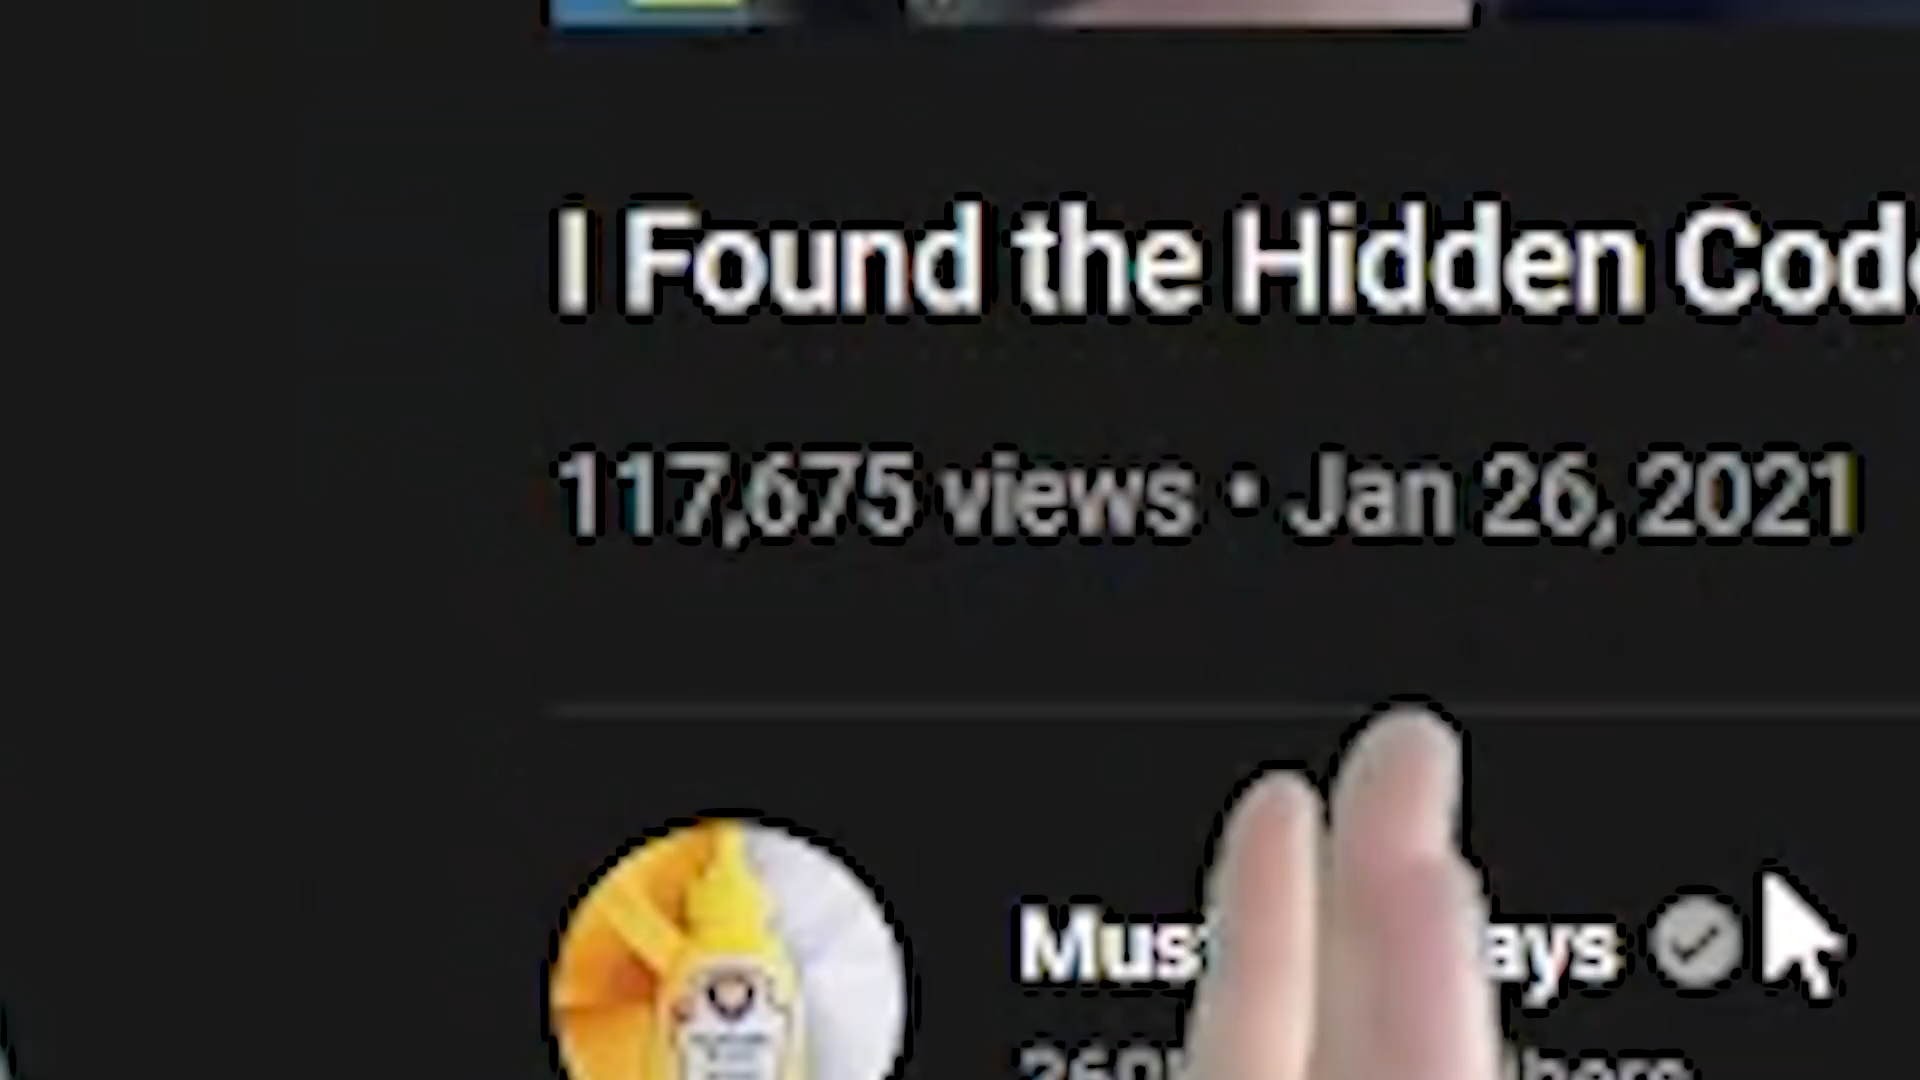 I Found the Hidden Cod
117,675 views • Jan 26, 2021
Mus ays